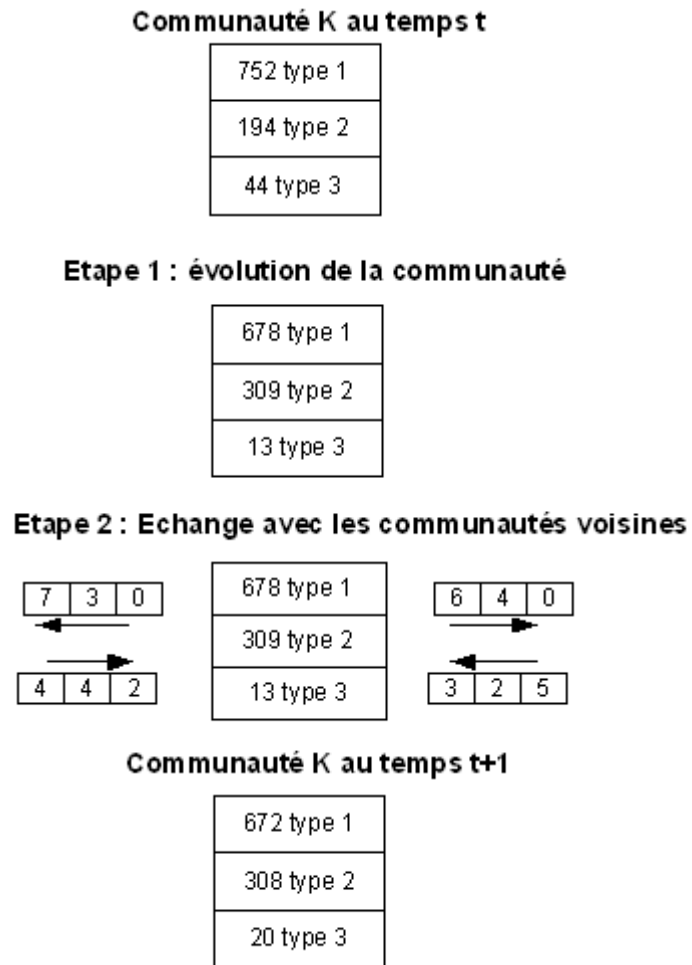 Communauté K au temps t
752 type 1
194 type 2
44 type 3
Etape 1 : évolution de la communauté
678 type 1
309 type 2
13 type 3
Etape 2 : Echange avec les communautés voisines
7 3 0
678 type 1
6 4 0
309 type 2
4 4 2
13 type 3
3 2 5
Communauté K au temps t+1
672 type 1
308 type 2
20 type 3